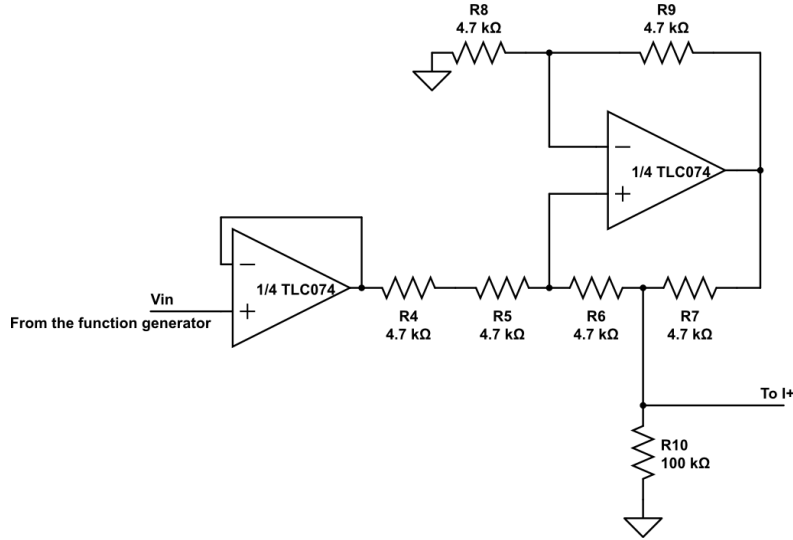 R8
4.7 kΩ
R9
4.7 kΩ
−
1/4 TLC074
+
−
1/4 TLC074
+
Vin
From the function generator
R4
4.7 kΩ
R5
4.7 kΩ
R6
4.7 kΩ
R7
4.7 kΩ
To I+
R10
100 kΩ